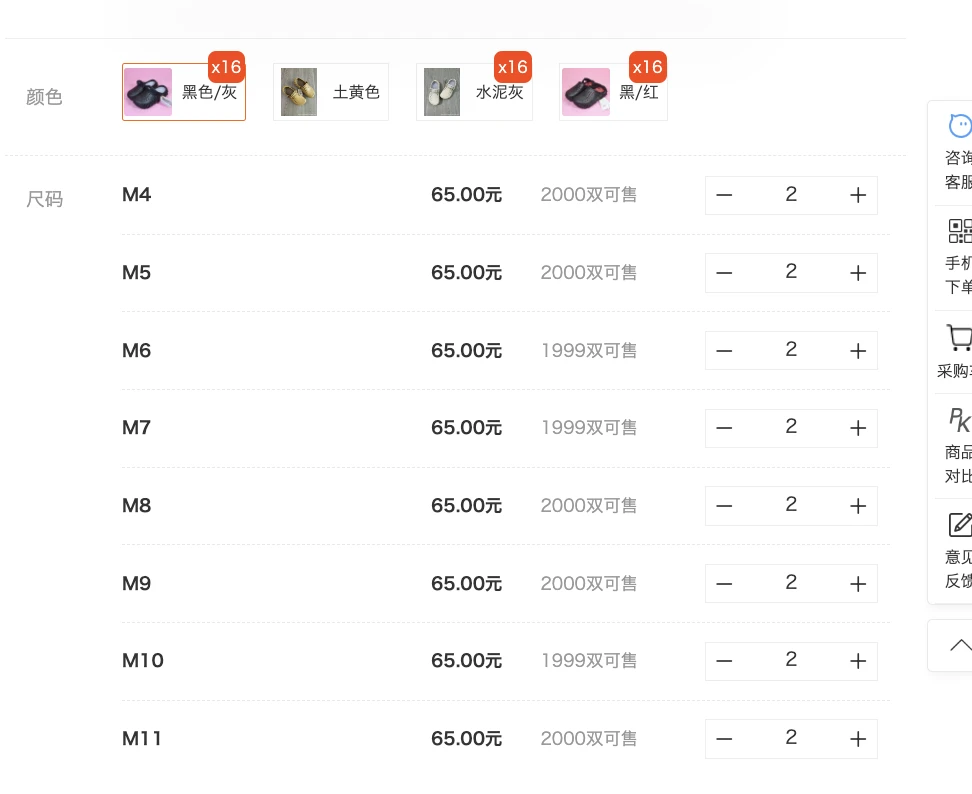 颜色
x16
黑色/灰
土黄色
x16
水泥灰
x16
黑/红
尺码
M4 65.00元 2000双可售 — 2 +
M5 65.00元 2000双可售 — 2 +
M6 65.00元 1999双可售 — 2 +
M7 65.00元 1999双可售 — 2 +
M8 65.00元 2000双可售 — 2 +
M9 65.00元 2000双可售 — 2 +
M10 65.00元 1999双可售 — 2 +
M11 65.00元 2000双可售 — 2 +
咨询
客服
手机
下单
采购
PK
商品
对比
意见
反馈